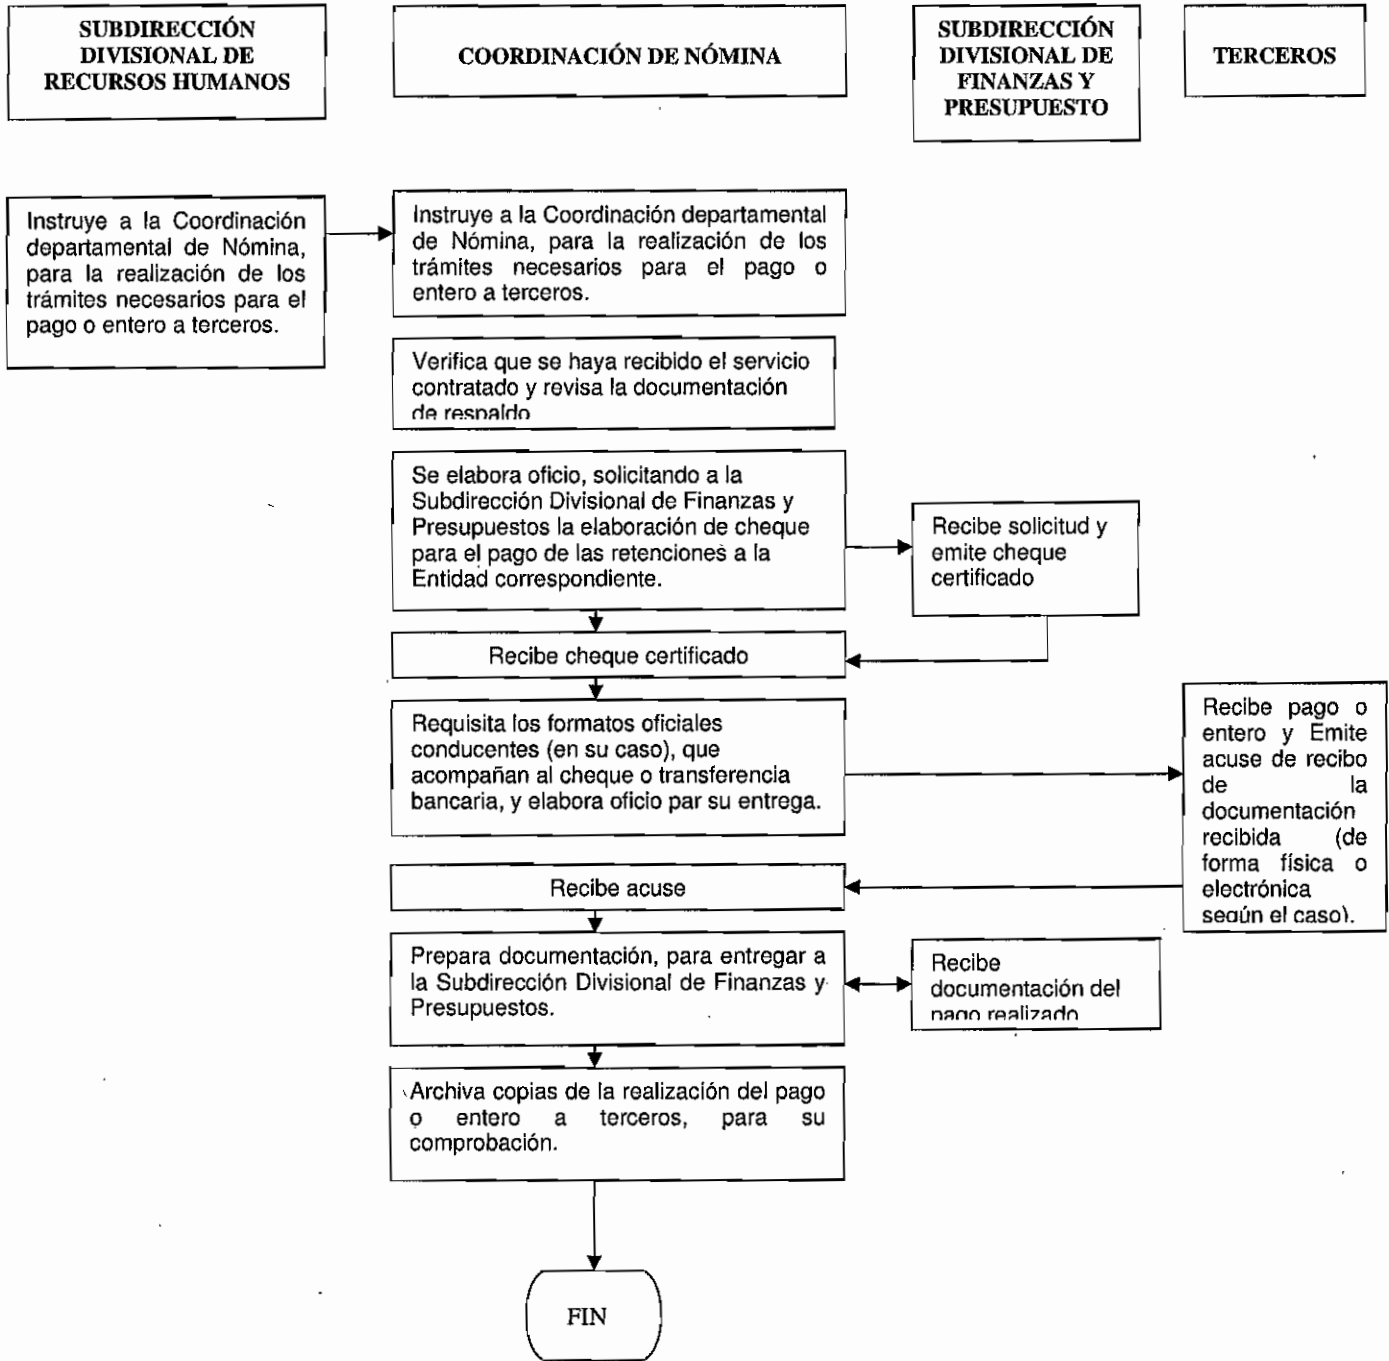 SUBDIRECCIÓN
DIVISIONAL DE
RECURSOS HUMANOS
COORDINACIÓN DE NÓMINA
SUBDIRECCIÓN
DIVISIONAL DE
FINANZAS Y
PRESUPUESTO
TERCEROS
Instruye a la Coordinación
departamental de Nómina,
para la realización de los
trámites necesarios para el
pago o entero a terceros.
Instruye a la Coordinación departamental
de Nómina, para la realización de los
trámites necesarios para el pago o
entero a terceros.
Verifica que se haya recibido el servicio
contratado y revisa la documentación
de respaldo
Se elabora oficio, solicitando a la
Subdirección Divisional de Finanzas y
Presupuestos la elaboración de cheque
para el pago de las retenciones a la
Entidad correspondiente.
Recibe solicitud y
emite cheque
certificado
Recibe cheque certificado
Requisita los formatos oficiales
conducentes (en su caso), que
acompañan al cheque o transferencia
bancaria, y elabora oficio par su entrega.
Recibe pago o
entero y Emite
acuse de recibo
de la
documentación
recibida (de
forma física o
electrónica
según el caso).
Recibe acuse
Prepara documentación, para entregar a
la Subdirección Divisional de Finanzas y
Presupuestos.
Recibe
documentación del
pago realizado
Archiva copias de la realización del pago
o entero a terceros, para su
comprobación.
FIN